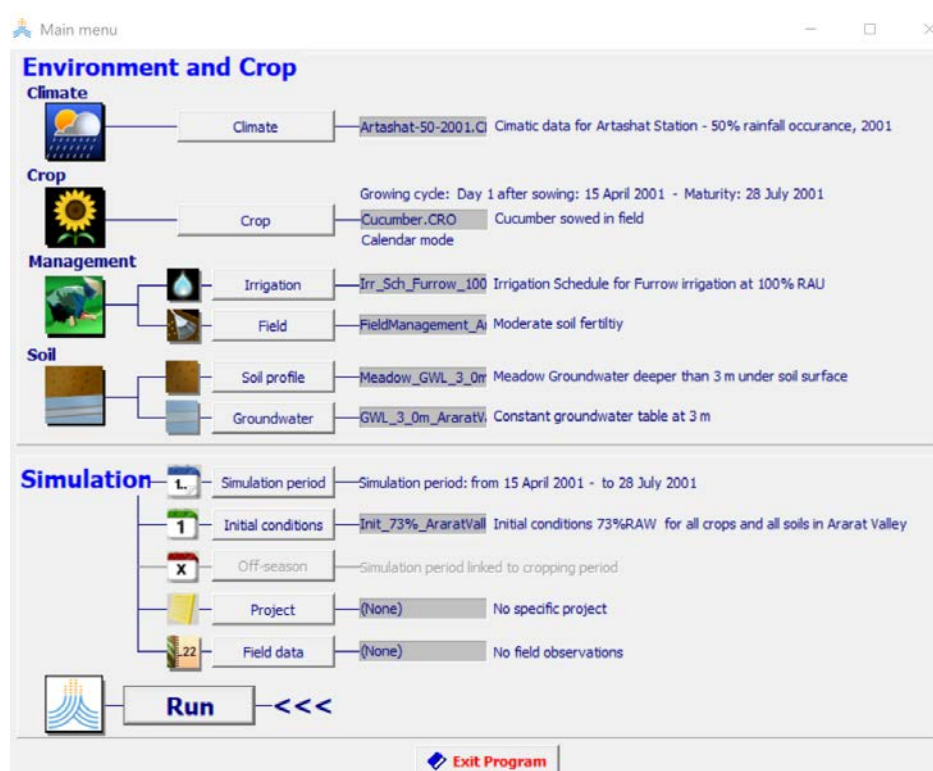 Main menu
Environment and Crop
Climate
Climate Artashat-50-2001.Cl Cimatic data for Artashat Station - 50% rainfall occurance, 2001
Crop
Growing cycle: Day 1 after sowing: 15 April 2001 - Maturity: 28 July 2001
Crop Cucumber.CRO Cucumber sowed in field
Calendar mode
Management
Irrigation Irr_Sch_Furrow_100 Irrigation Schedule for Furrow irrigation at 100% RAU
Field FieldManagement_Ar Moderate soil fertiltiy
Soil
Soil profile Meadow_GWL_3_0m Meadow Groundwater deeper than 3 m under soil surface
Groundwater GWL_3_0m_AraratV. Constant groundwater table at 3 m
Simulation
1.. Simulation period Simulation period: from 15 April 2001 - to 28 July 2001
1 Initial conditions Init_73%_AraratVall Initial conditions 73%RAW for all crops and all soils in Ararat Valley
X Off-season Simulation period linked to cropping period
Project (None) No specific project
.22 Field data (None) No field observations
Run <<<
Exit Program